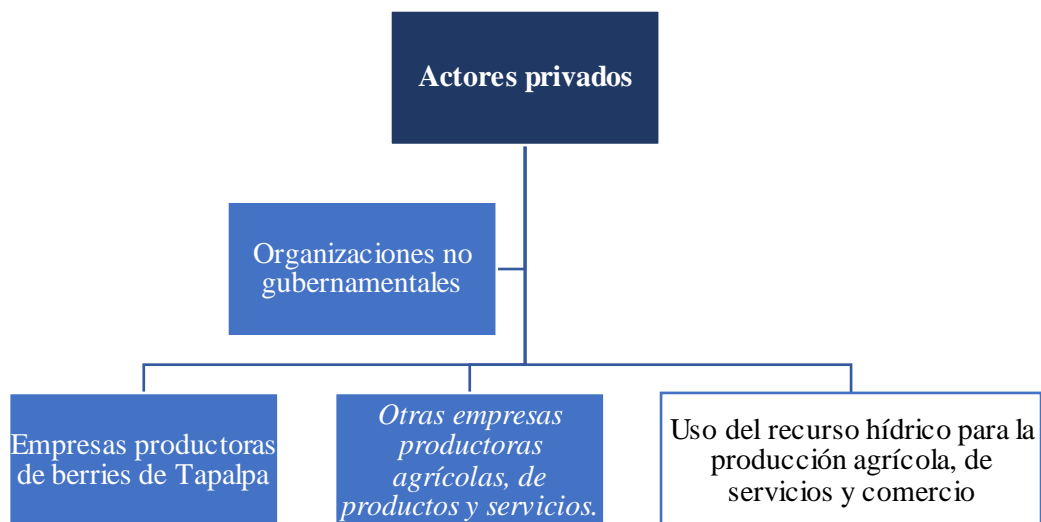 Actores privados
Organizaciones no
gubernamentales
Empresas productoras
de berries de Tapalpa
Otras empresas
productoras
agrícolas, de
productos y servicios.
Uso del recurso hídrico para la
producción agrícola, de
servicios y comercio